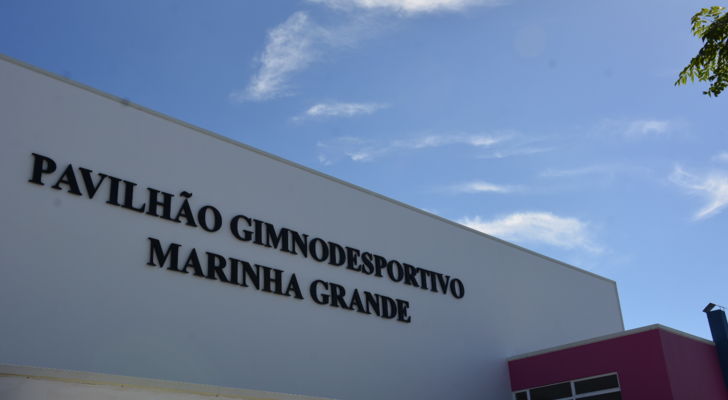 PAVILHÃO GIMNODESPORTIVO
MARINHA GRANDE